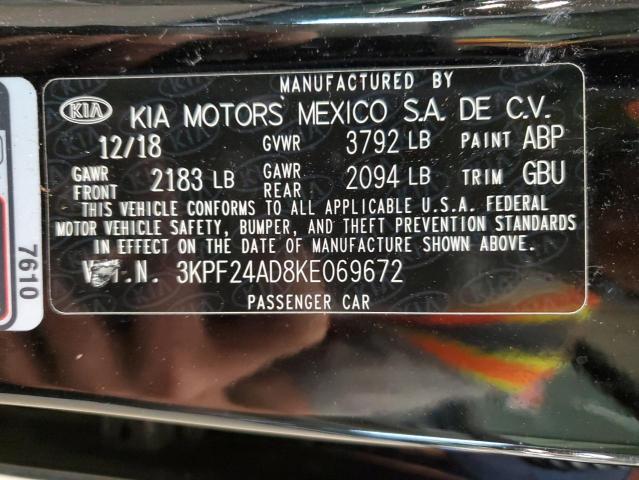 MANUFACTURED BY
KIA KIA MOTORS MEXICO S.A. DE C.V.
12/18 GVWR 3792 LB PAINT ABP
GAWR FRONT 2183 LB GAWR REAR 2094 LB TRIM GBU
THIS VEHICLE CONFORMS TO ALL APPLICABLE U.S.A. FEDERAL
MOTOR VEHICLE SAFETY, BUMPER, AND THEFT PREVENTION STANDARDS
IN EFFECT ON THE DATE OF MANUFACTURE SHOWN ABOVE.
V.I.N. 3KPF24AD8KE069672
PASSENGER CAR
7610